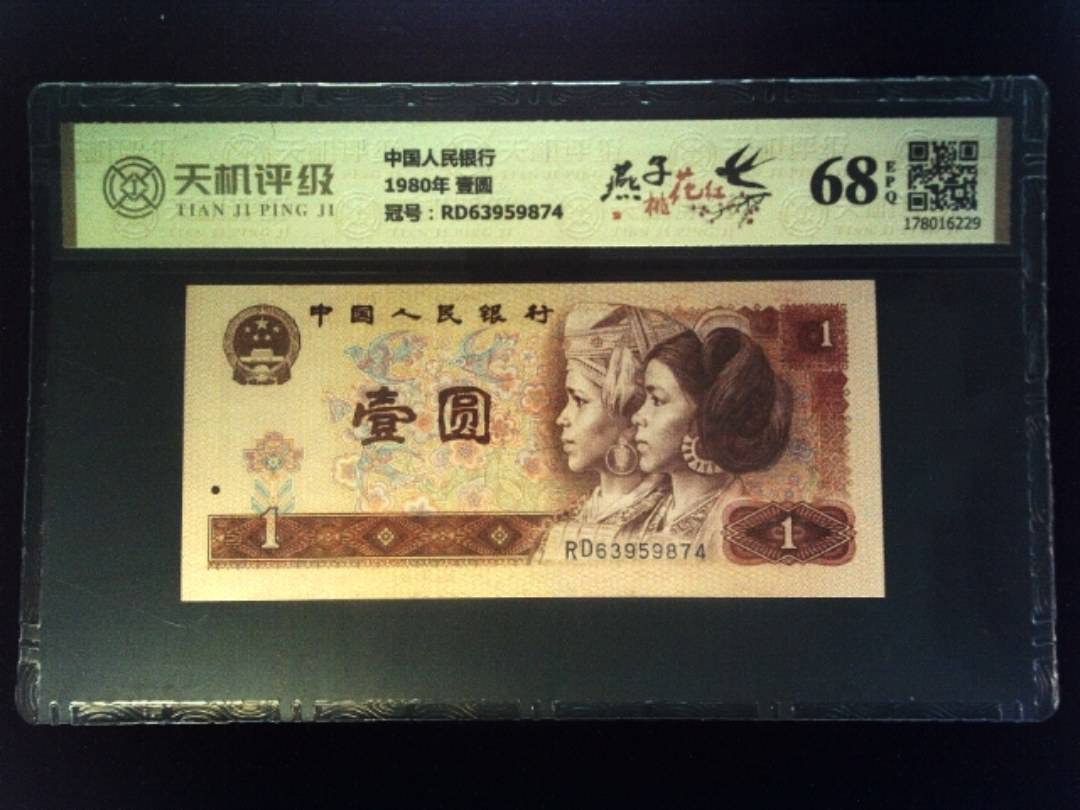 天机评级
TIAN JI PING JI
中国人民银行
1980年 壹圆
冠号：RD63959874
燕子
桃花红
68
EPQ
178016229
中国人民银行
壹圆
1
1
1
RD63959874